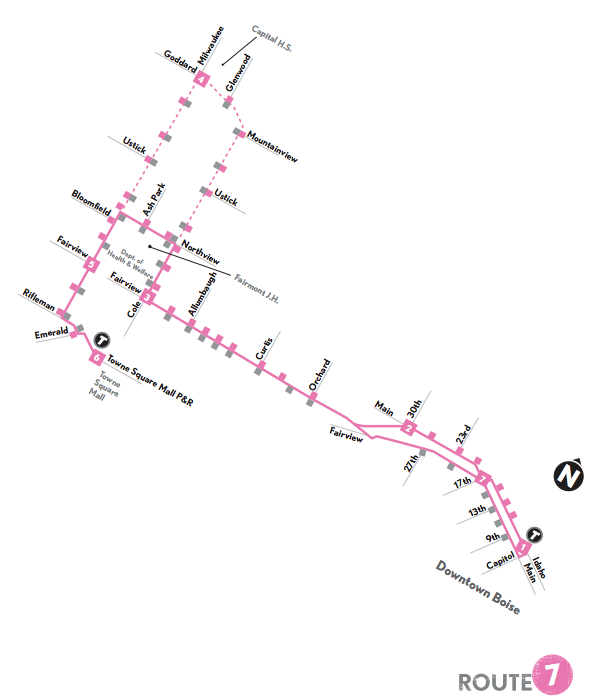 Capital H.S.
Milwaukee
Goddard
4
Glenwood
Mountainview
Ustick
Ustick
Ash Park
Bloomfield
Northview
Fairview
5
Dept. of
Health & Welfare
Fairmont J.H.
Fairview
3
Cole
Allumbaugh
Rifleman
Emerald
T
6
Towne Square Mall P&R
Towne
Square
Mall
Curtis
Orchard
Main
30th
2
Fairview
27th
23rd
7
17th
N
13th
9th
T
1
Capitol
Idaho
Main
Downtown Boise
ROUTE 7